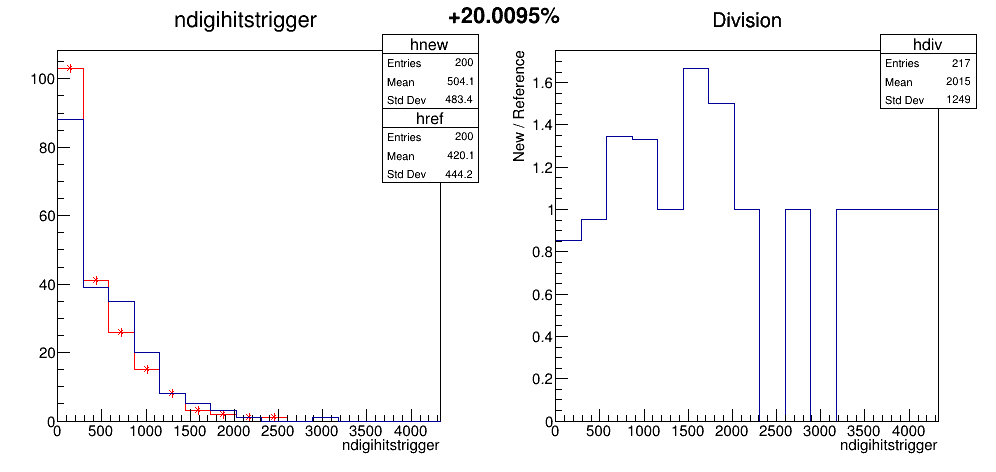 +20.0095%
ndigihitstrigger
hnew
Entries 200
Mean 504.1
Std Dev 483.4
href
Entries 200
Mean 420.1
Std Dev 444.2
100
80
60
40
20
0
0 500 1000 1500 2000 2500 3000 3500 4000
ndigihitstrigger
Division
hdiv
Entries 217
Mean 2015
Std Dev 1249
New / Reference
1.6
1.4
1.2
1
0.8
0.6
0.4
0.2
0
0 500 1000 1500 2000 2500 3000 3500 4000
ndigihitstrigger